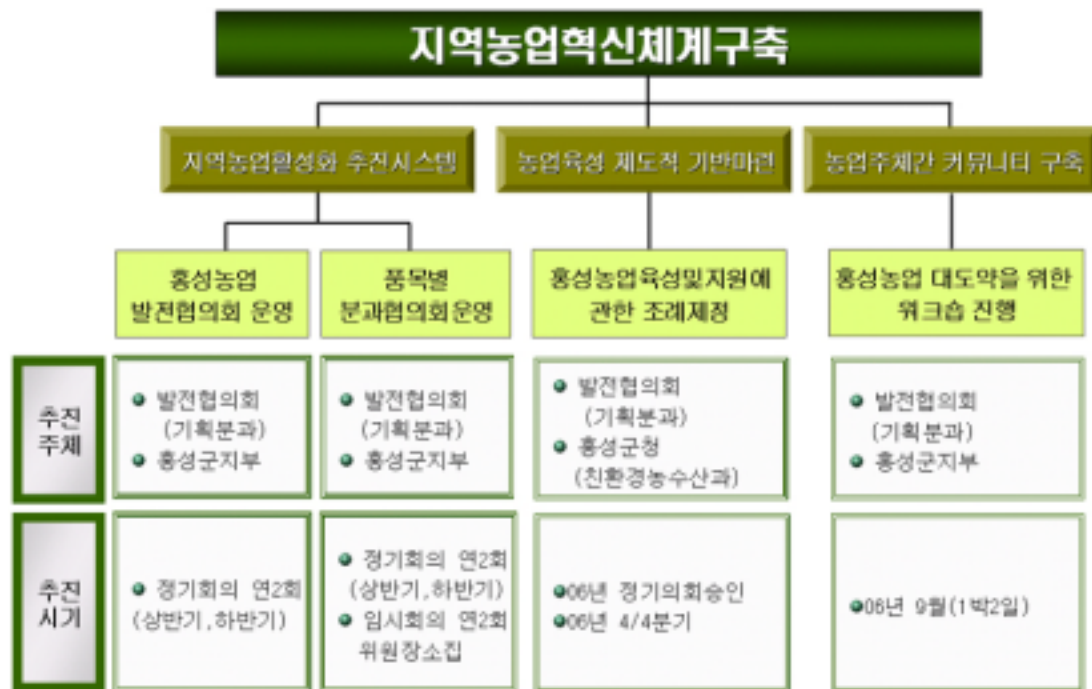 지역농업혁신체계구축
지역농업활성화 추진시스템
농업육성 제도적 기반마련
농업주체간 커뮤니티 구축
홍성농업
발전협의회 운영
품목별
분과협의회운영
홍성농업육성및지원에
관한 조례제정
홍성농업 대도약을 위한
워크숍 진행
추진
주체
발전협의회
(기획분과)
홍성군지부
발전협의회
(기획분과)
홍성군지부
발전협의회
(기획분과)
홍성군청
(친환경농수산과)
발전협의회
(기획분과)
홍성군지부
추진
시기
정기회의 연2회
(상반기,하반기)
정기회의 연2회
(상반기,하반기)
임시회의 연2회
위원장소집
06년 정기의회승인
06년 4/4분기
06년 9월(1박2일)